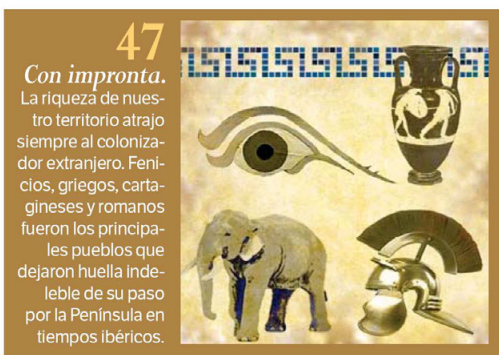 47
Con impronta.
La riqueza de nues-
tro territorio atrajo
siempre al coloniza-
dor extranjero. Feni-
cios, griegos, carta-
gineses y romanos
fueron los principa-
les pueblos que
dejaron huella inde-
leble de su paso
por la Península en
tiempos ibéricos.